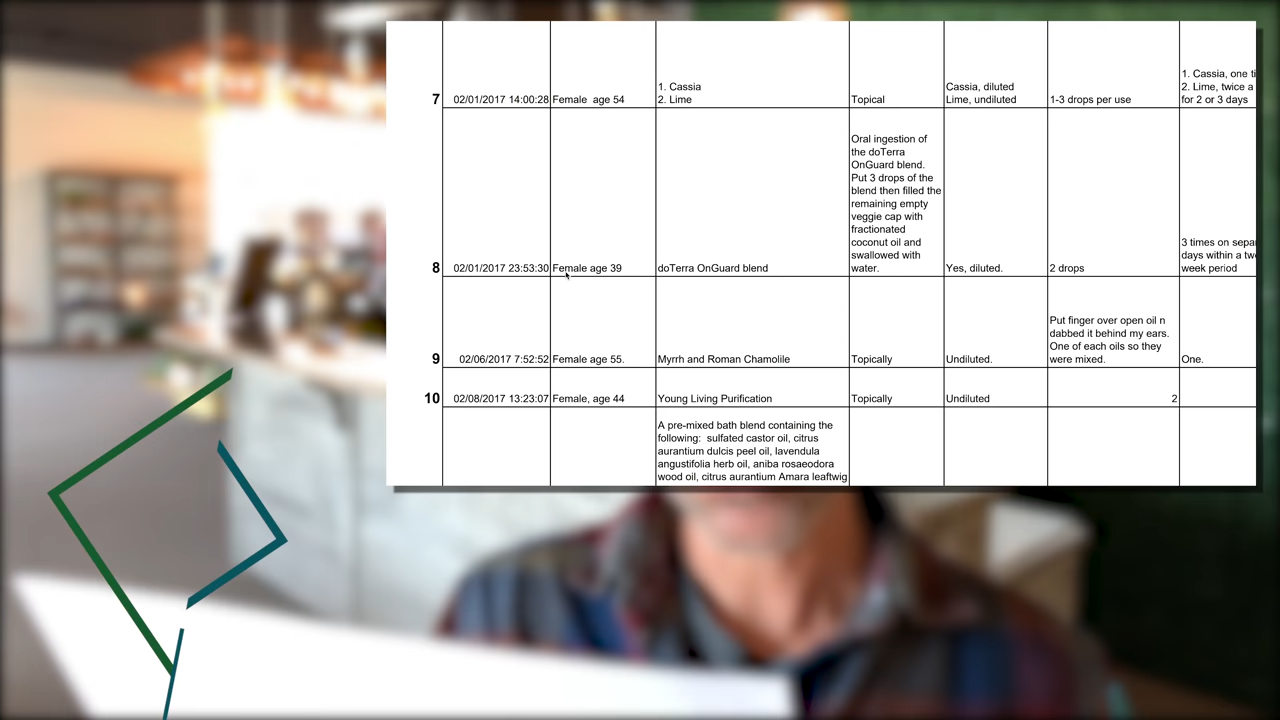 7
02/01/2017 14:00:28
Female  age 54
1. Cassia
2. Lime
Topical
Cassia, diluted
Lime, undiluted
1-3 drops per use
1. Cassia, one
2. Lime, twice a
for 2 or 3 days
8
02/01/2017 23:53:30
Female age 39
doTerra OnGuard blend
Oral ingestion of
the doTerra
OnGuard blend.
Put 3 drops of the
blend then filled the
remaining empty
veggie cap with
fractionated
coconut oil and
swallowed with
water.
Yes, diluted.
2 drops
3 times on
days within a
week period
9
02/06/2017 7:52:52
Female age 55.
Myrrh and Roman Chamolile
Topically
Undiluted.
Put finger over open oil n
dabbed it behind my ears.
One of each oils so they
were mixed.
One.
10
02/08/2017 13:23:07
Female, age 44
Young Living Purification
Topically
Undiluted
2
A pre-mixed bath blend containing the
following:  sulfated castor oil, citrus
aurantium dulcis peel oil, lavendula
angustifolia herb oil, aniba rosaeodora
wood oil, citrus aurantium Amara leaftwig